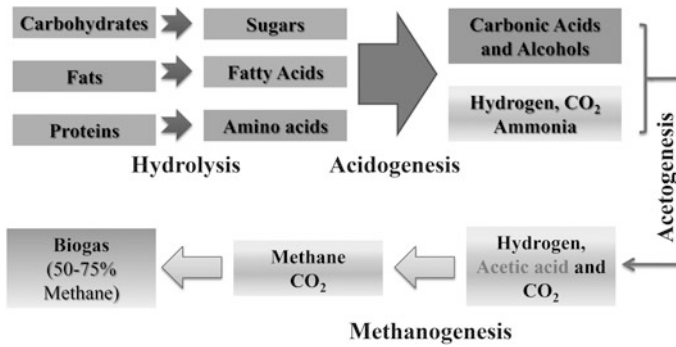 Carbohydrates
Sugars
Carbonic Acids
and Alcohols
Fats
Fatty Acids
Hydrogen, CO₂
Ammonia
Proteins
Amino acids
Hydrolysis
Acidogenesis
Acetogenesis
Biogas
(50-75%
Methane)
Methane
CO₂
Hydrogen,
Acetic acid and
CO₂
Methanogenesis